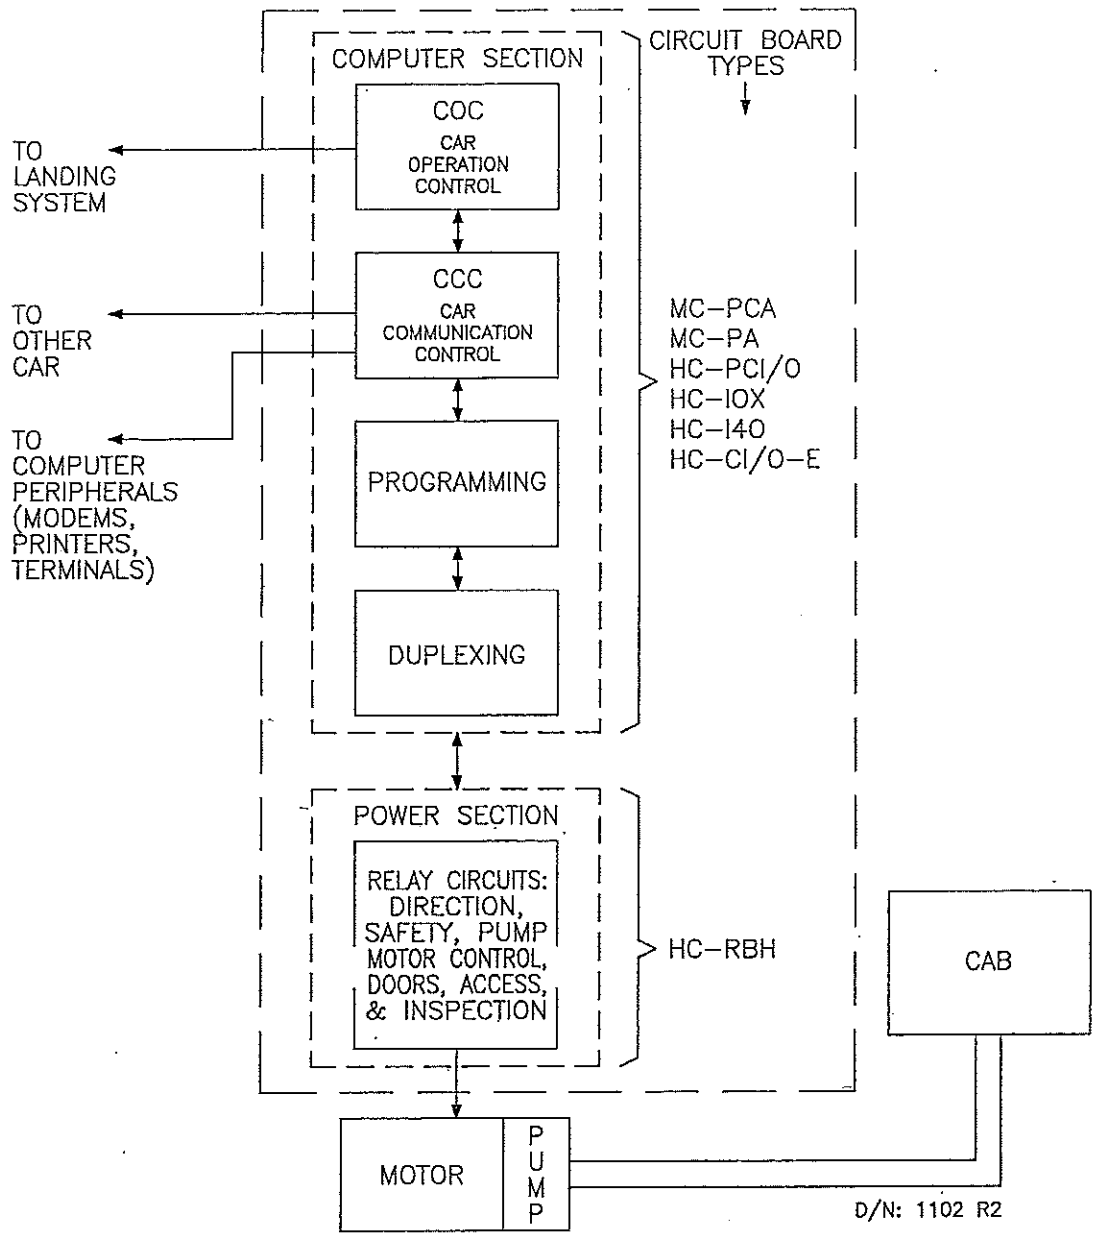 COMPUTER SECTION
CIRCUIT BOARD
TYPES
COC
CAR
OPERATION
CONTROL
TO
LANDING
SYSTEM
CCC
CAR
COMMUNICATION
CONTROL
TO
OTHER
CAR
TO
COMPUTER
PERIPHERALS
(MODEMS,
PRINTERS,
TERMINALS)
MC-PCA
MC-PA
HC-PCI/O
HC-IOX
HC-I4O
HC-CI/O-E
PROGRAMMING
DUPLEXING
POWER SECTION
RELAY CIRCUITS:
DIRECTION,
SAFETY, PUMP
MOTOR CONTROL,
DOORS, ACCESS,
& INSPECTION
HC-RBH
CAB
MOTOR
PUMP
D/N: 1102 R2